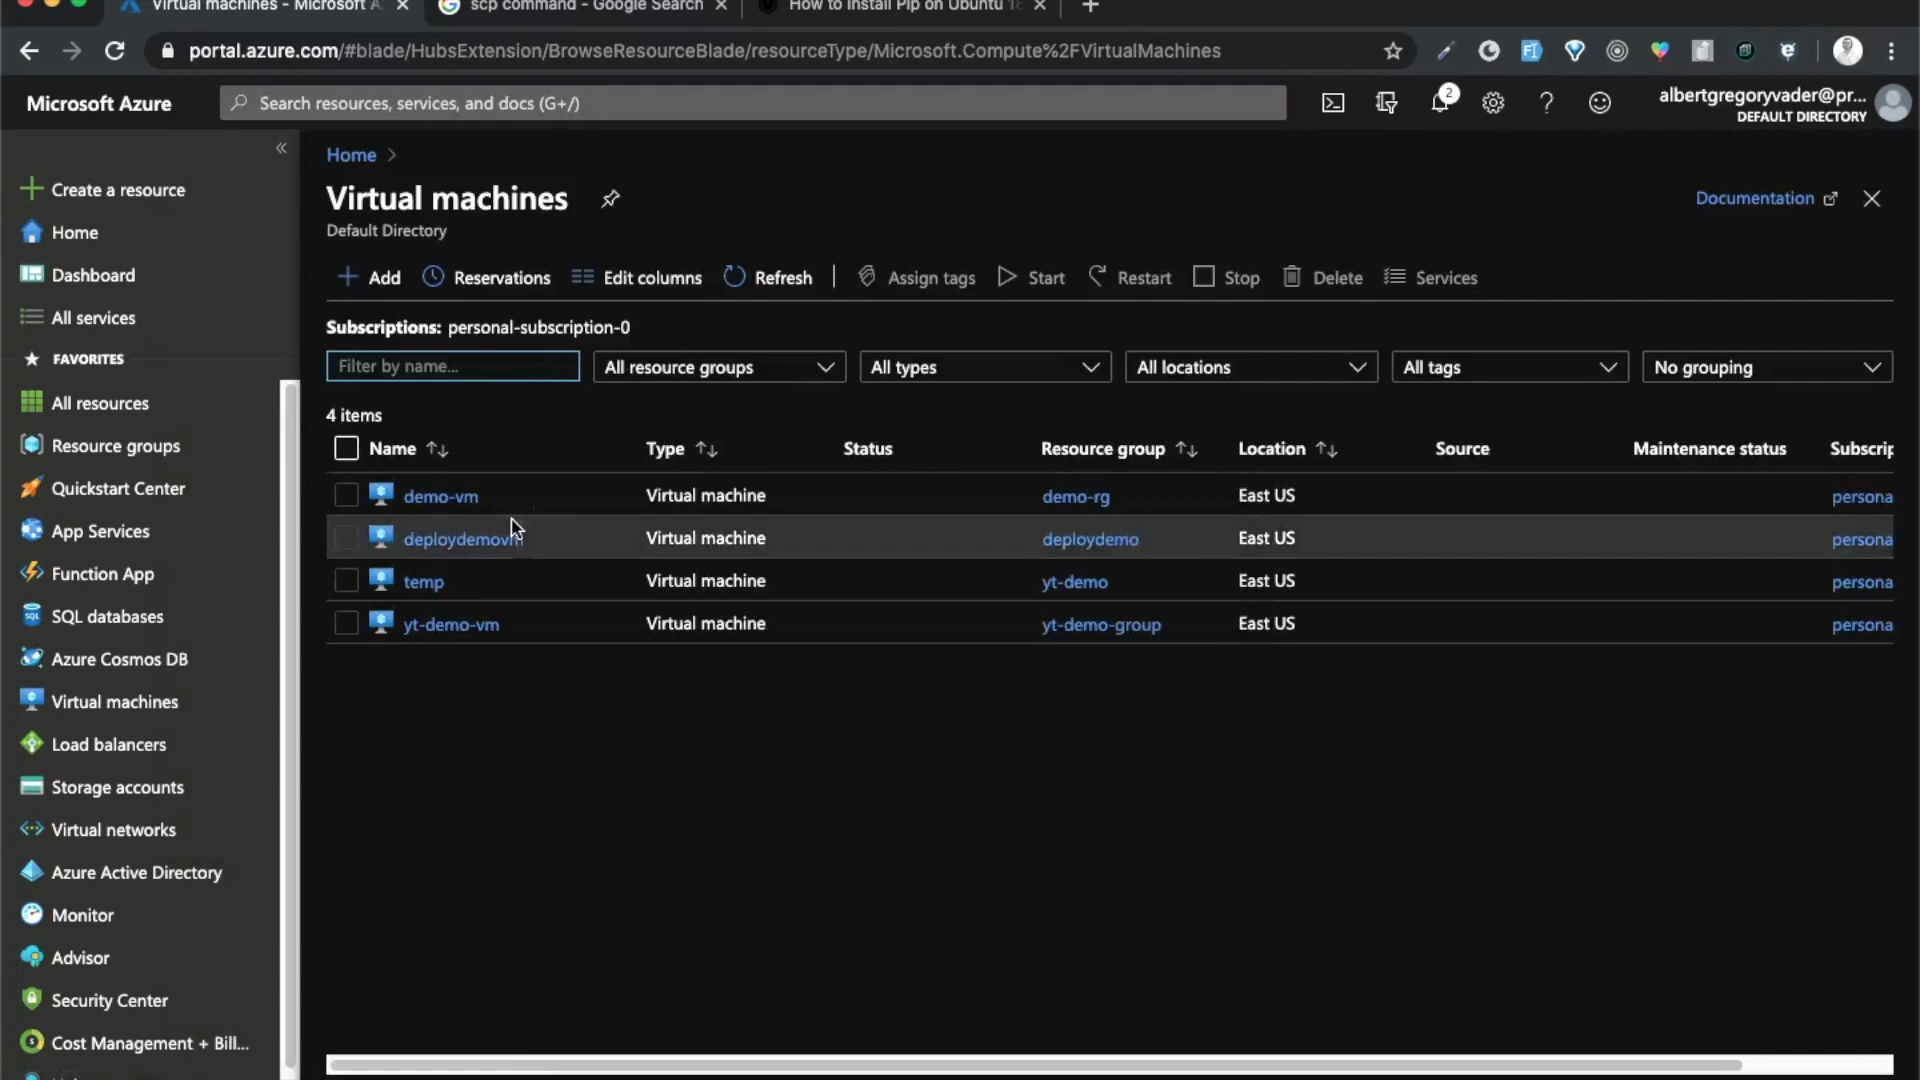 Virtual machines - Microsoft A
scp command - Google Search
How to install Pip on Ubuntu 18
portal.azure.com/#blade/HubsExtension/BrowseResourceBlade/resourceType/Microsoft.Compute%2FVirtualMachines
Microsoft Azure
Search resources, services, and docs (G+/)
2
albertgregoryvader@pr...
DEFAULT DIRECTORY
Create a resource
Home
Dashboard
All services
FAVORITES
All resources
Resource groups
Quickstart Center
App Services
Function App
SQL databases
Azure Cosmos DB
Virtual machines
Load balancers
Storage accounts
Virtual networks
Azure Active Directory
Monitor
Advisor
Security Center
Cost Management + Bill...
Home >
Virtual machines
Documentation
Default Directory
Add Reservations Edit columns Refresh Assign tags Start Restart Stop Delete Services
Subscriptions: personal-subscription-0
Filter by name... All resource groups All types All locations All tags No grouping
4 items
Name Type Status Resource group Location Source Maintenance status Subscrip
demo-vm Virtual machine demo-rg East US persona
deploydemovm Virtual machine deploydemo East US persona
temp Virtual machine yt-demo East US persona
yt-demo-vm Virtual machine yt-demo-group East US persona